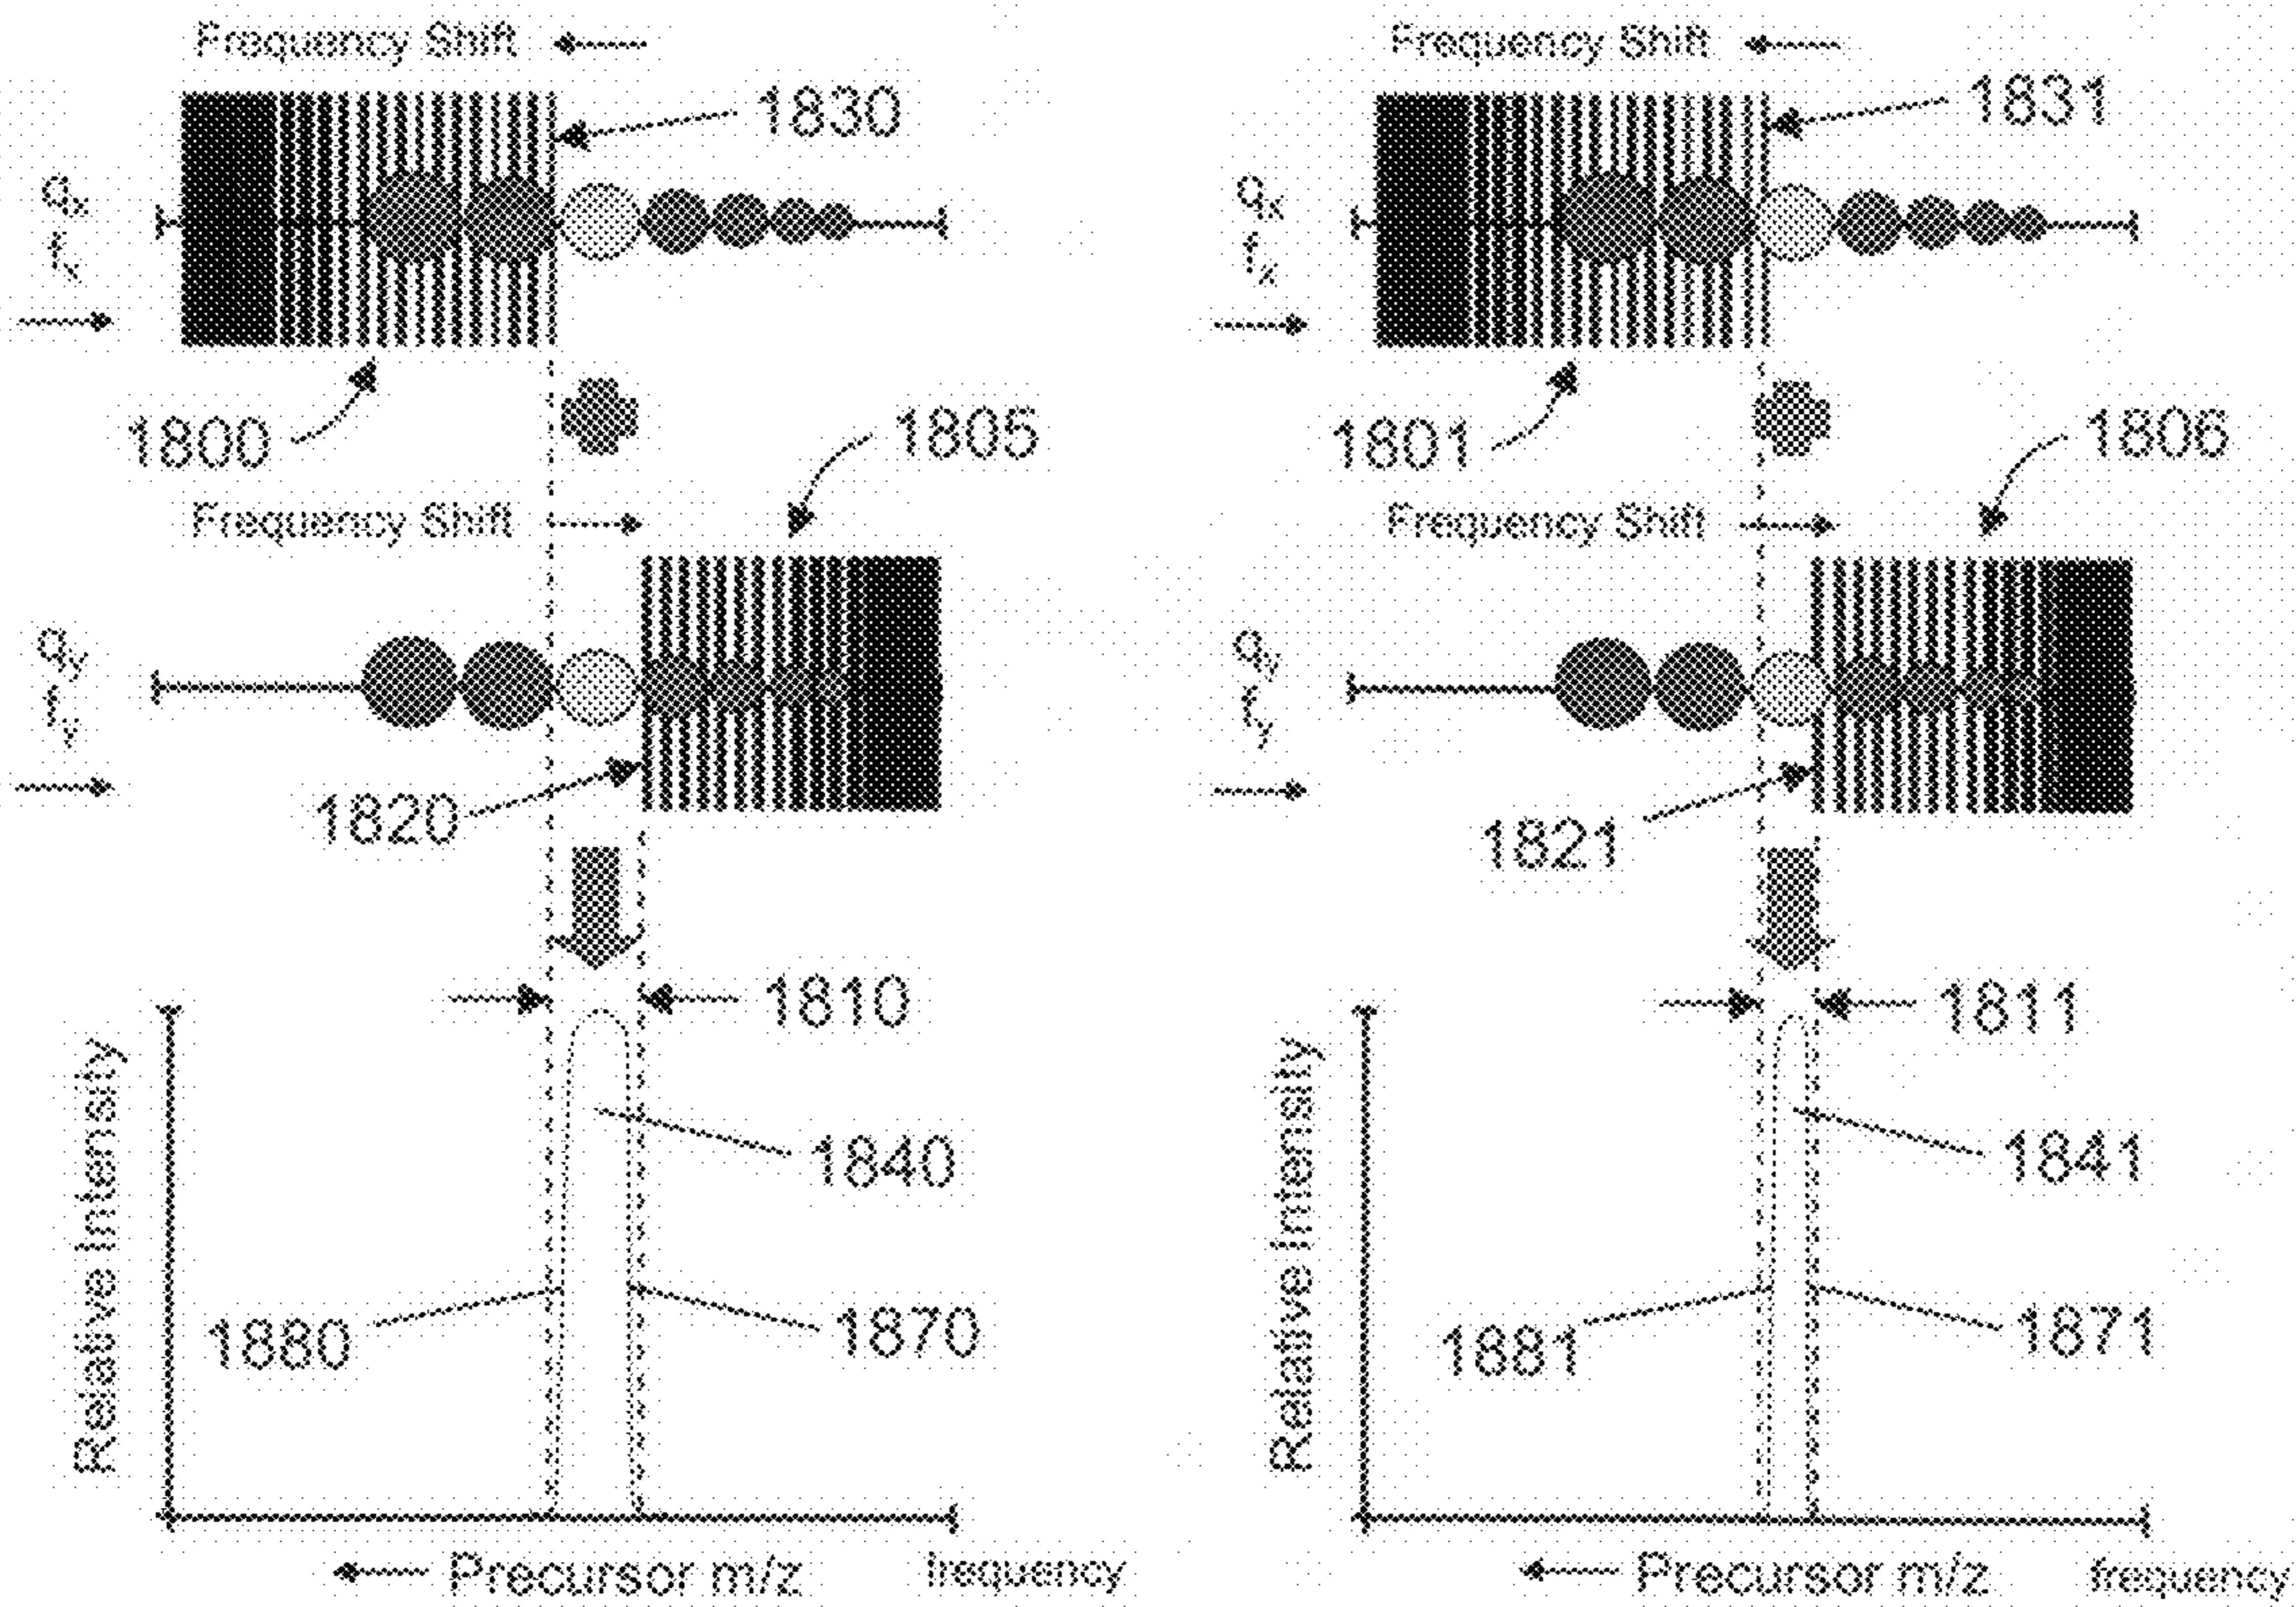 Frequency Shift
1830
qx
fx
1800
1805
Frequency Shift
qy
fy
1820
1810
Relative Intensity
1840
1880
1870
Precursor m/z
frequency
Frequency Shift
1831
qx
fx
1801
1806
Frequency Shift
qy
fy
1821
1811
Relative Intensity
1841
1881
1871
Precursor m/z
frequency